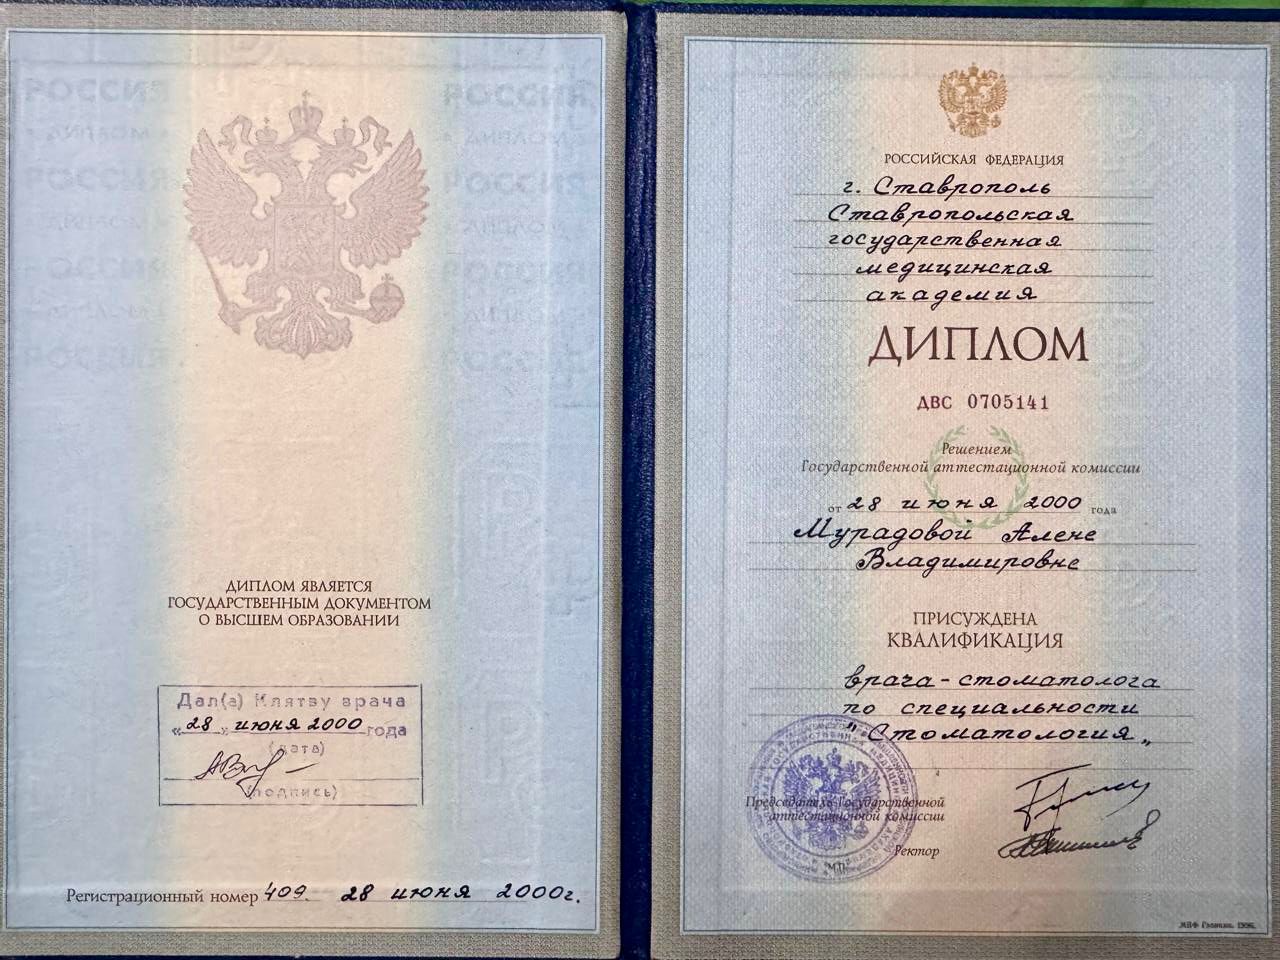 ДИПЛОМ ЯВЛЯЕТСЯ
ГОСУДАРСТВЕННЫМ ДОКУМЕНТОМ
О ВЫСШЕМ ОБРАЗОВАНИИ
Дал(а) Клятву врача
«28» июня 2000 года
(дата)
(подпись)
Регистрационный номер 409. 28 июня 2000г.
РОССИЙСКАЯ ФЕДЕРАЦИЯ
г. Ставрополь
Ставропольская
государственная
медицинская
академия
ДИПЛОМ
ДВС 0705141
Решением
Государственной аттестационной комиссии
от 28 июня 2000 года
Мурадовой Алене
Владимировне
ПРИСУЖДЕНА
КВАЛИФИКАЦИЯ
врача-стоматолога
по специальности
"Стоматология"
Председатель Государственной
аттестационной комиссии
Ректор
М.П.